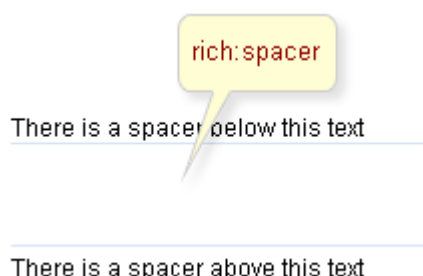 rich:spacer
There is a spacer below this text
There is a spacer above this text